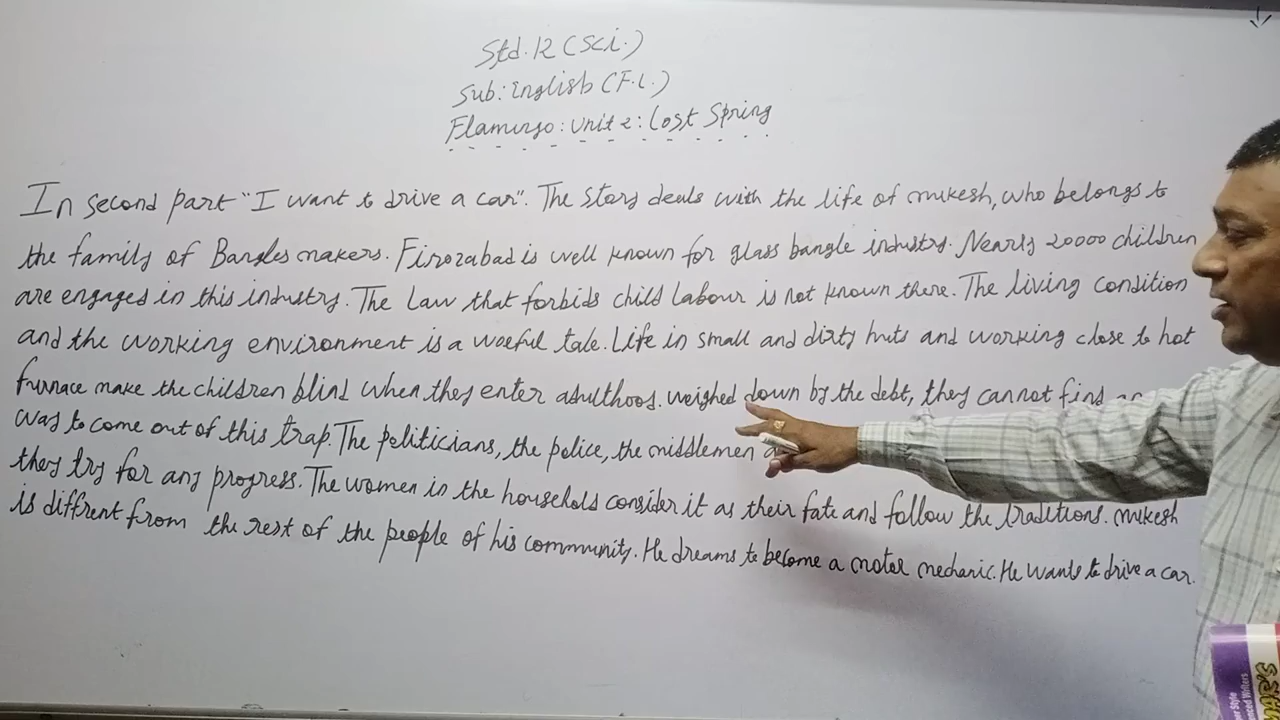 Std. 12 (Sci.)
Sub: English (F.L.)
Flamingo: Unit 2: Lost Spring
In second part "I want to drive a car". The story deals with the life of mukesh, who belongs to
the family of Bangles makers. Firozabad is well known for glass bangle industry. Nearly 20000 children
are engages in this industry. The law that forbids child labour is not known there. The living condition
and the working environment is a woeful tale. Life in small and dirty huts and working close to hot
furnace make the children blind when they enter adulthood. weighed down by the debt, they cannot find
way to come out of this trap. The politicians, the police, the middlemen
they try for any progress. The women in the household consider it as their fate and follow the traditions. mukesh
is diffrent from the rest of the people of his community. He dreams to become a motor mechanic. He wants to drive a car.